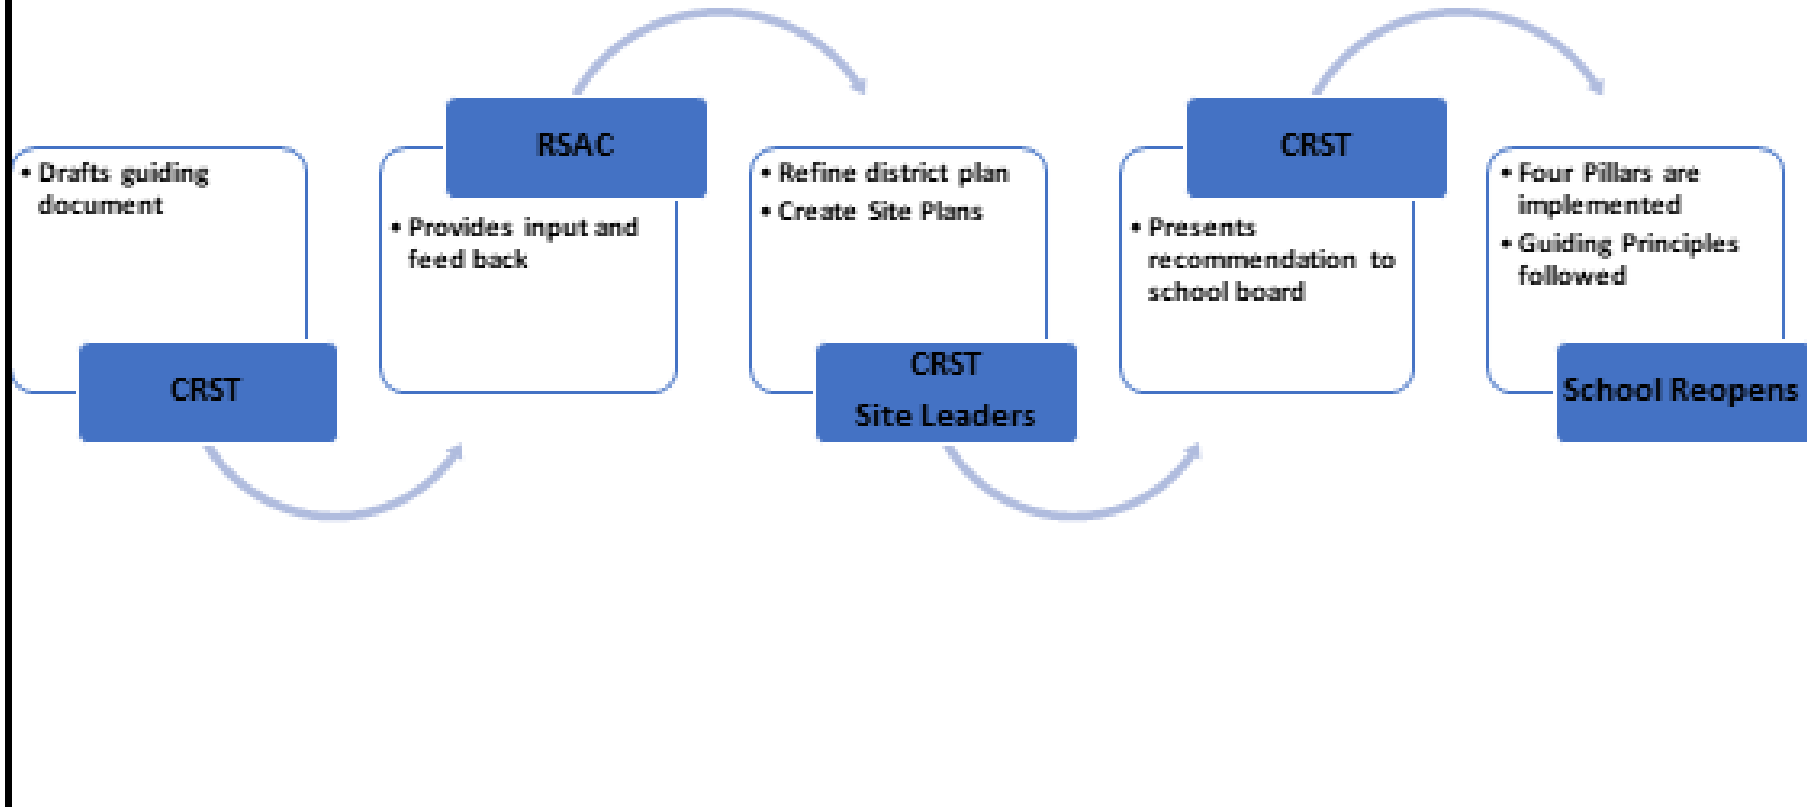 • Drafts guiding
document
CRST
RSAC
• Provides input and
feed back
• Refine district plan
• Create Site Plans
CRST
Site Leaders
CRST
• Presents
recommendation to
school board
• Four Pillars are
implemented
• Guiding Principles
followed
School Reopens